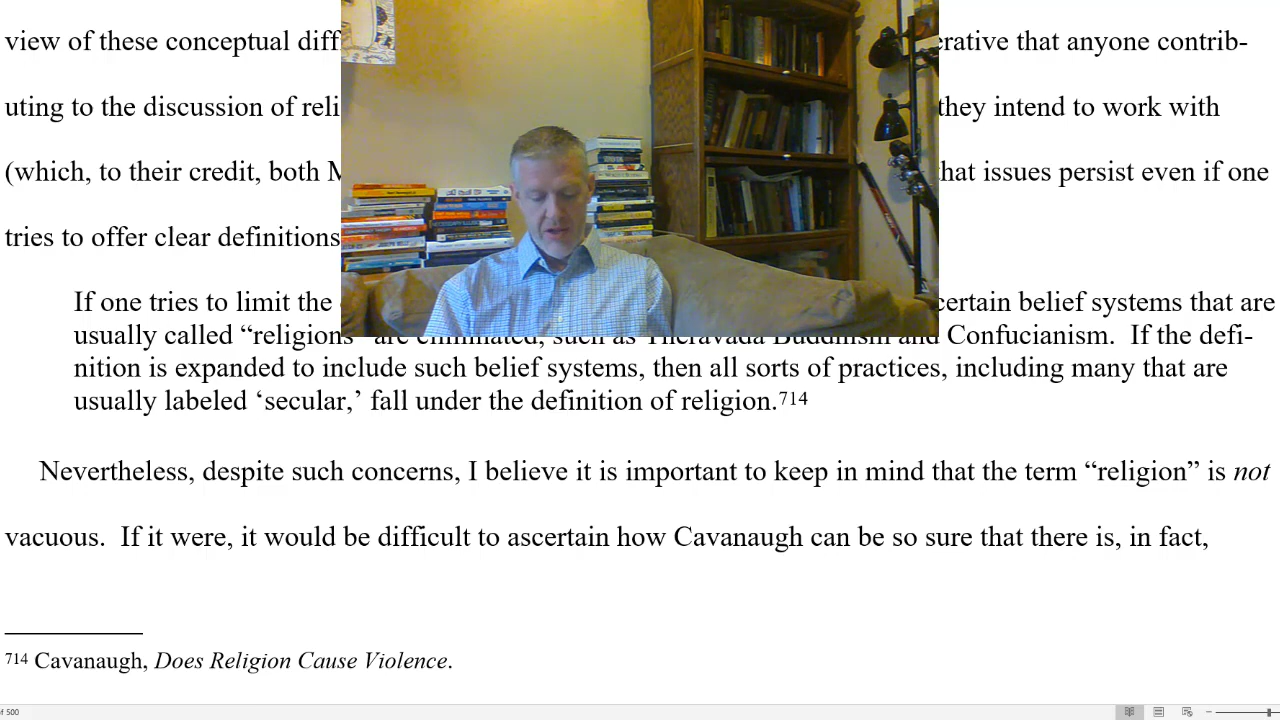 view of these conceptual diff erative that anyone contrib-
uting to the discussion of reli they intend to work with
(which, to their credit, both M that issues persist even if one
tries to offer clear definitions
If one tries to limit the certain belief systems that are
usually called “religions” are eliminated, such as Theravada Buddhism and Confucianism. If the defi-
nition is expanded to include such belief systems, then all sorts of practices, including many that are
usually labeled ‘secular,’ fall under the definition of religion.714
Nevertheless, despite such concerns, I believe it is important to keep in mind that the term “religion” is not
vacuous. If it were, it would be difficult to ascertain how Cavanaugh can be so sure that there is, in fact,
714 Cavanaugh, Does Religion Cause Violence.
of 500